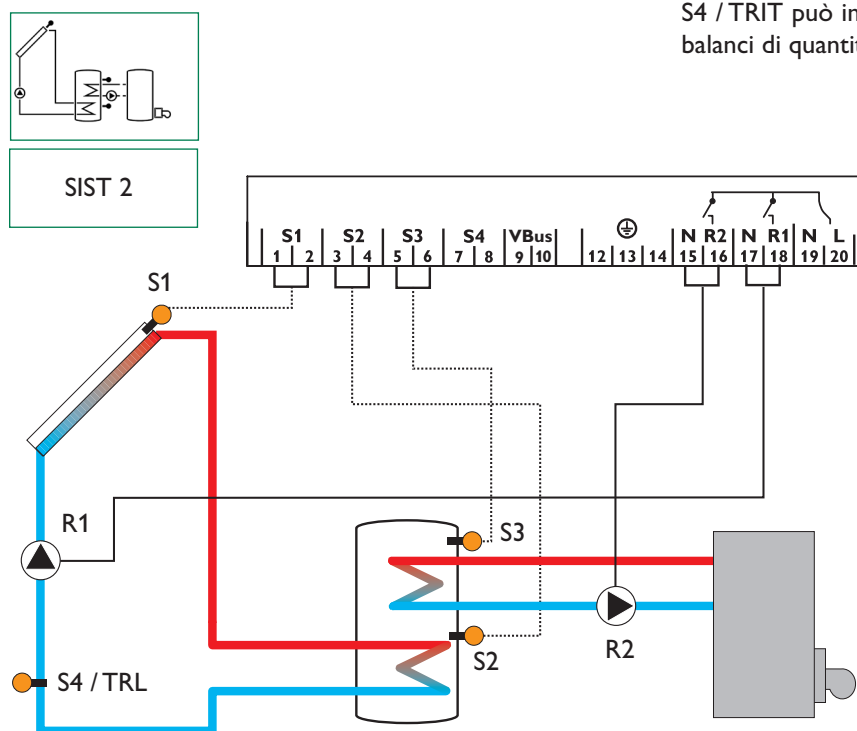 S4 / TRIT può in
balanci di quantit
SIST 2
S1 S2 S3 S4 VBus N R2 N R1 N L
1 2 3 4 5 6 7 8 9 10 12 13 14 15 16 17 18 19 20
S1
R1
S3
S2
R2
S4 / TRL